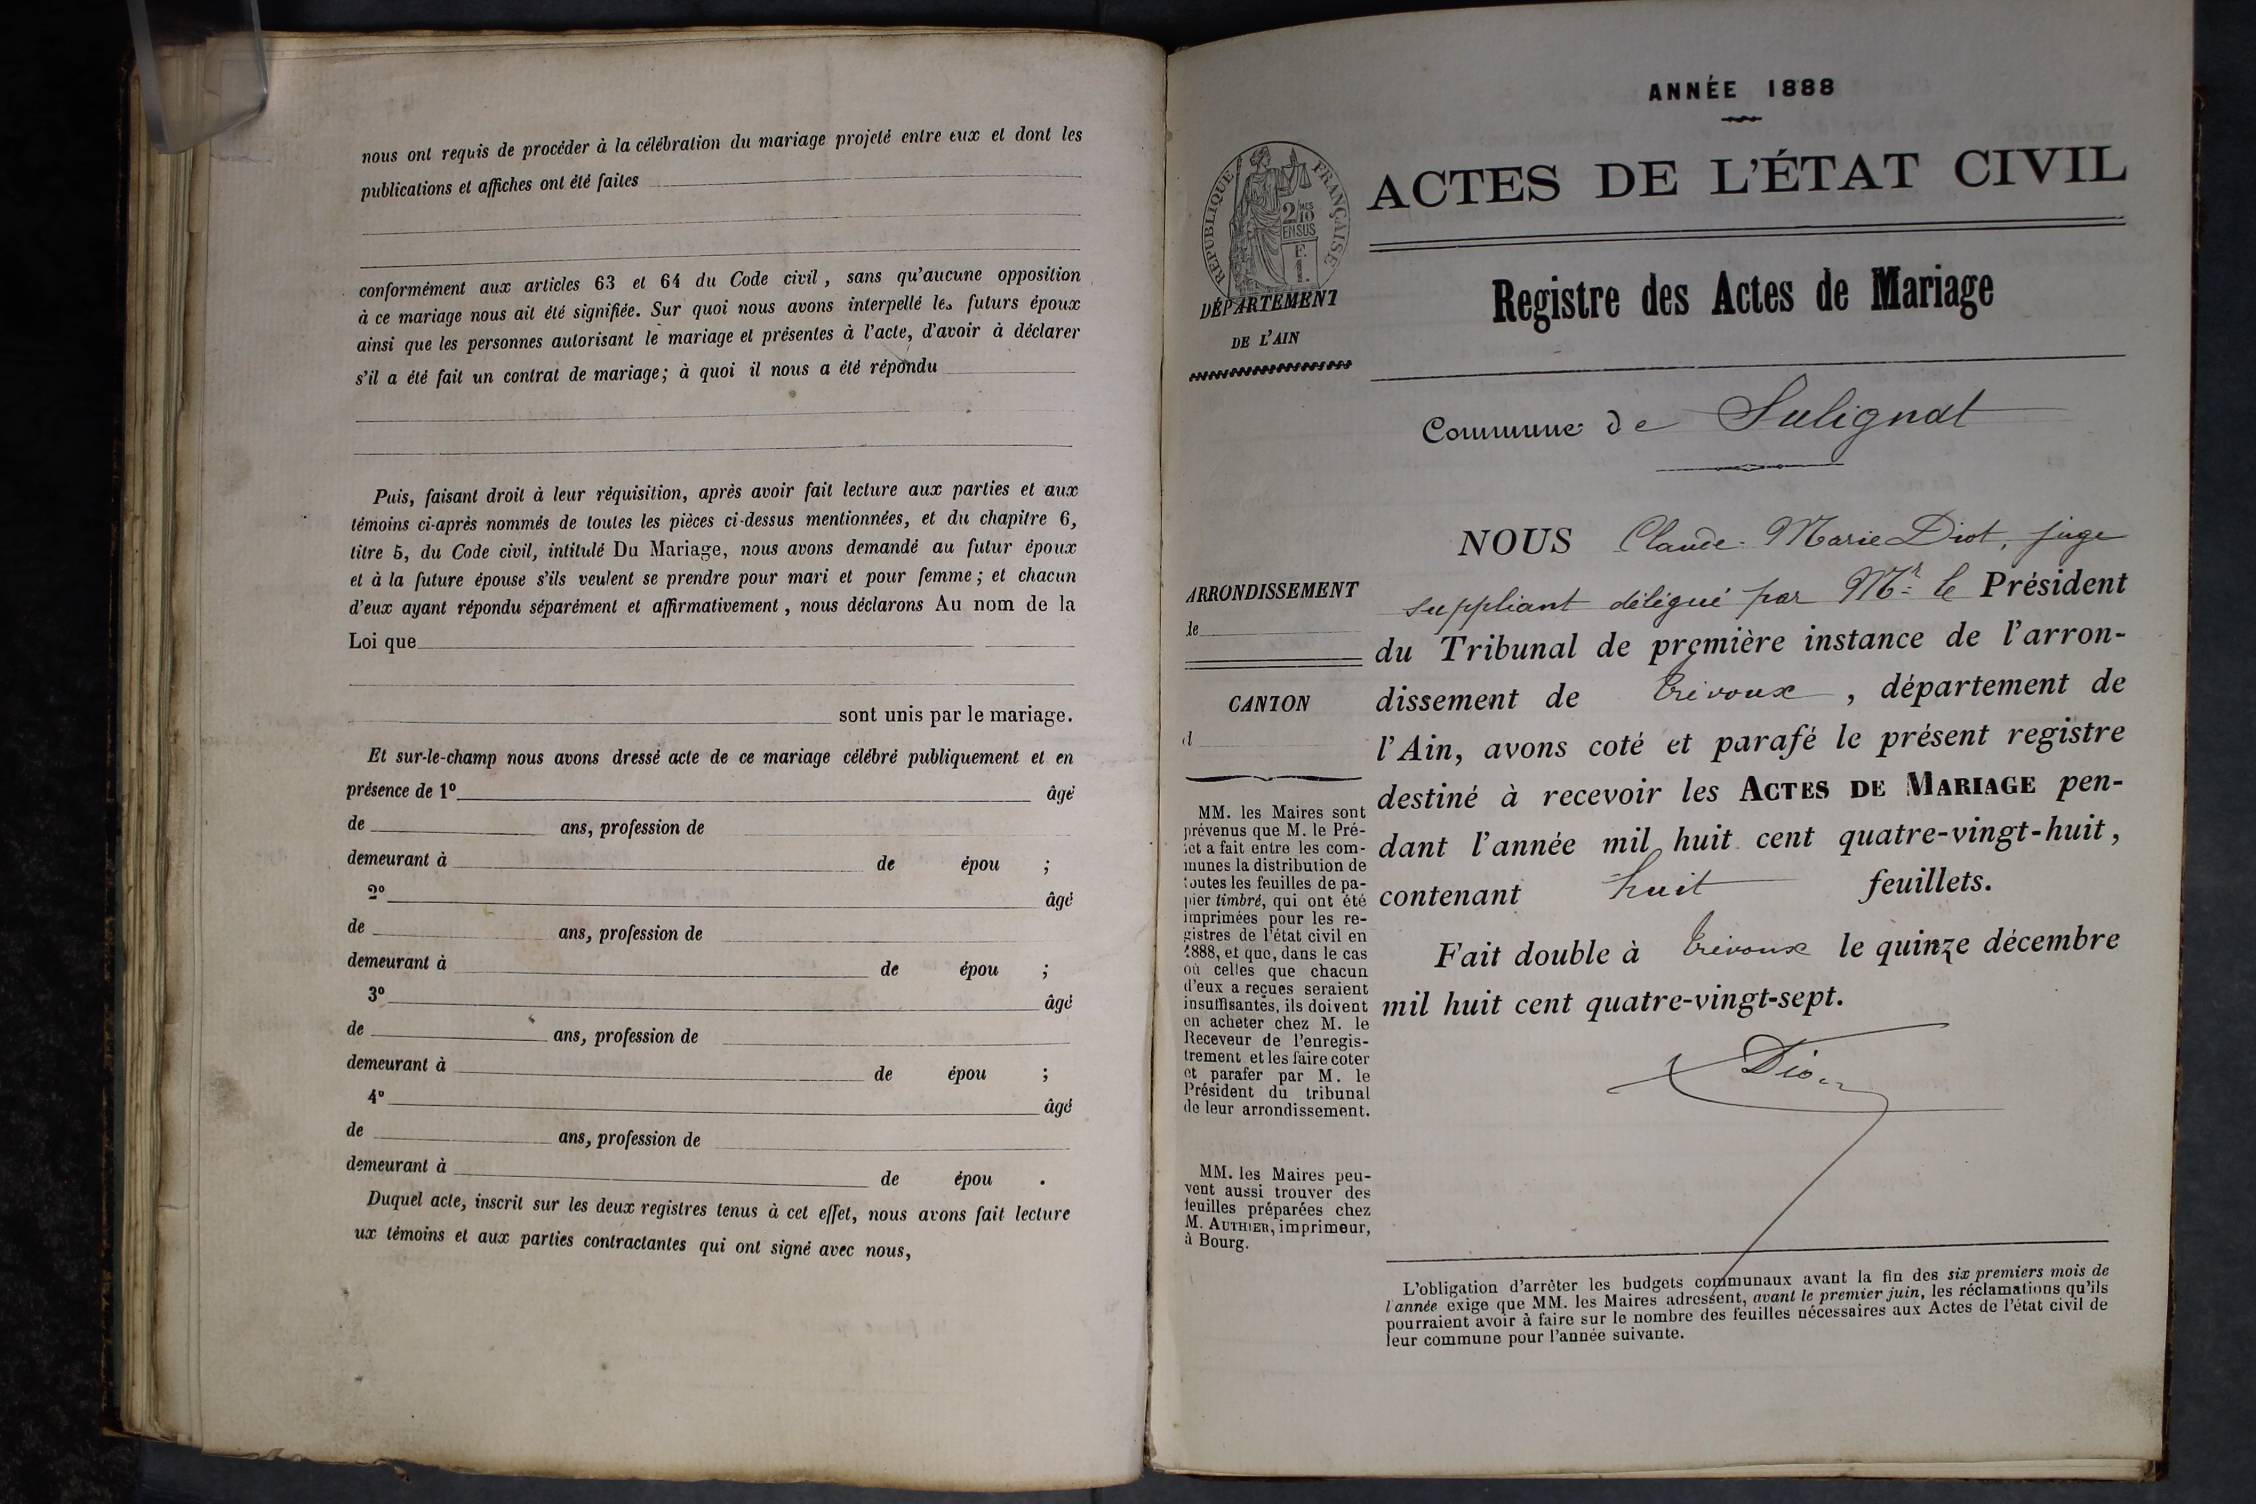 nous ont requis de procéder à la célébration du mariage projeté entre eux et dont les
publications et affiches ont été faites
conformément aux articles 63 et 64 du Code civil, sans qu'aucune opposition
à ce mariage nous ait été signifiée. Sur quoi nous avons interpellé les futurs époux
ainsi que les personnes autorisant le mariage et présentes à l'acte, d'avoir à déclarer
s'il a été fait un contrat de mariage; à quoi il nous a été répondu
Puis, faisant droit à leur réquisition, après avoir fait lecture aux parties et aux
témoins ci-après nommés de toutes les pièces ci-dessus mentionnées, et du chapitre 6,
titre 5, du Code civil, intitulé Du Mariage, nous avons demandé au futur époux
et à la future épouse s'ils veulent se prendre pour mari et pour femme; et chacun
d'eux ayant répondu séparément et affirmativement, nous déclarons Au nom de la
Loi que
sont unis par le mariage.
Et sur-le-champ nous avons dressé acte de ce mariage célébré publiquement et en
présence de 1º âgé
de ans, profession de
demeurant à de épou ;
2º âgé
de ans, profession de
demeurant à de épou ;
3º âgé
de ans, profession de
demeurant à de épou ;
4º âgé
de ans, profession de
demeurant à de épou .
Duquel acte, inscrit sur les deux registres tenus à cet effet, nous avons fait lecture
ux témoins et aux parties contractantes qui ont signé avec nous,
ANNÉE 1888
ACTES DE L'ÉTAT CIVIL
RÉPUBLIQUE FRANÇAISE
2/10 MES
EN SUS
F.
1.
DÉPARTEMENT
DE L'AIN
Registre des Actes de Mariage
Commune de Sulignat
ARRONDISSEMENT
de
CANTON
d
MM. les Maires sont
prévenus que M. le Pré-
fet a fait entre les com-
munes la distribution de
toutes les feuilles de pa-
pier timbré, qui ont été
imprimées pour les re-
gistres de l'état civil en
1888, et que, dans le cas
où celles que chacun
d'eux a reçues seraient
insuffisantes, ils doivent
en acheter chez M. le
Receveur de l'enregis-
trement et les faire coter
et parafer par M. le
Président du tribunal
de leur arrondissement.
MM. les Maires peu-
vent aussi trouver des
feuilles préparées chez
M. AUTHIER, imprimeur,
à Bourg.
NOUS Claude-Marie Diot, juge
suppliant délégué par Mr. le Président
du Tribunal de première instance de l'arron-
dissement de Trévoux, département de
l'Ain, avons coté et parafé le présent registre
destiné à recevoir les ACTES DE MARIAGE pen-
dant l'année mil huit cent quatre-vingt-huit,
contenant huit feuillets.
Fait double à Trévoux le quinze décembre
mil huit cent quatre-vingt-sept.
Diot
L'obligation d'arrêter les budgets communaux avant la fin des six premiers mois de
l'année exige que MM. les Maires adressent, avant le premier juin, les réclamations qu'ils
pourraient avoir à faire sur le nombre des feuilles nécessaires aux Actes de l'état civil de
leur commune pour l'année suivante.